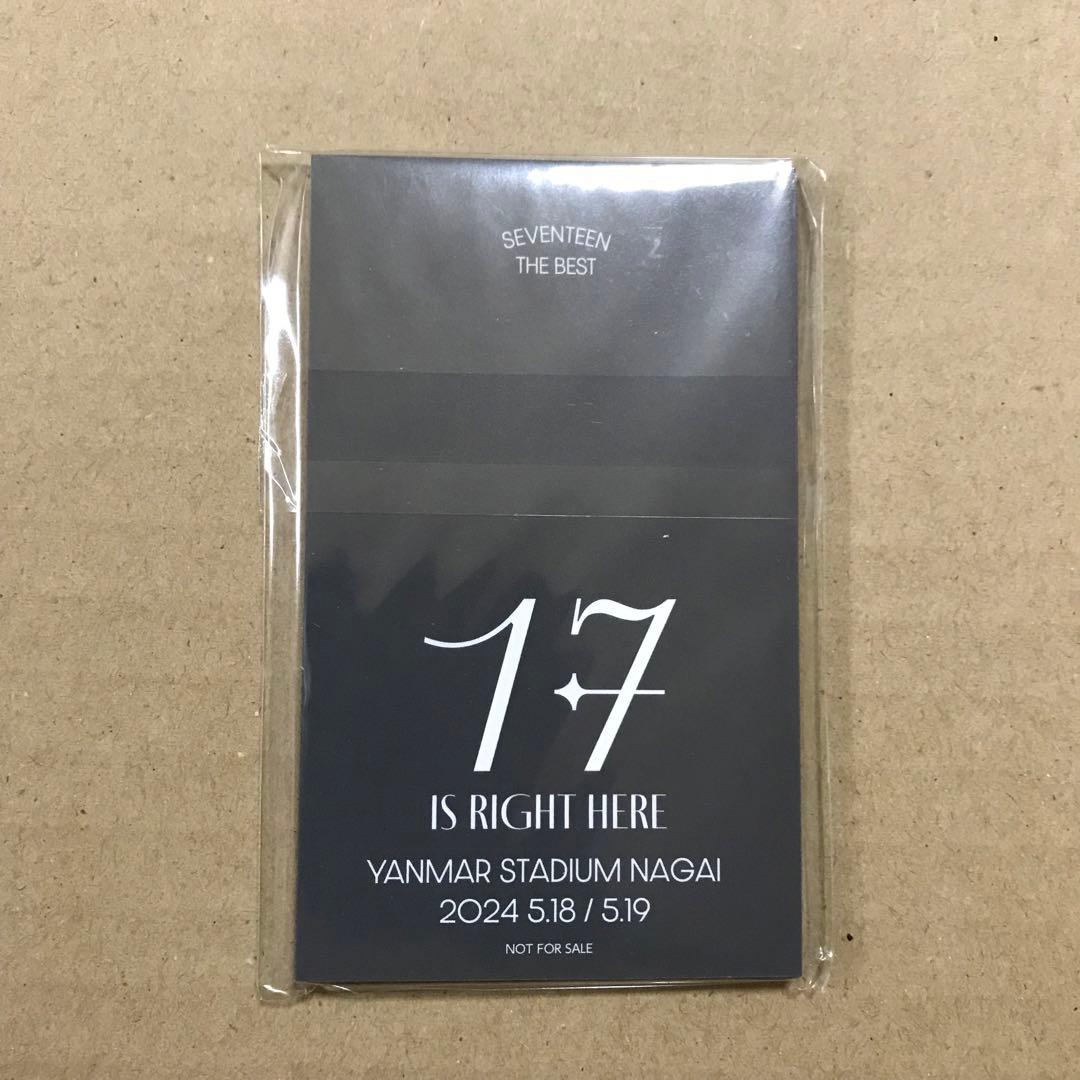 SEVENTEEN
THE BEST
17
IS RIGHT HERE
YANMAR STADIUM NAGAI
2024 5.18 / 5.19
NOT FOR SALE